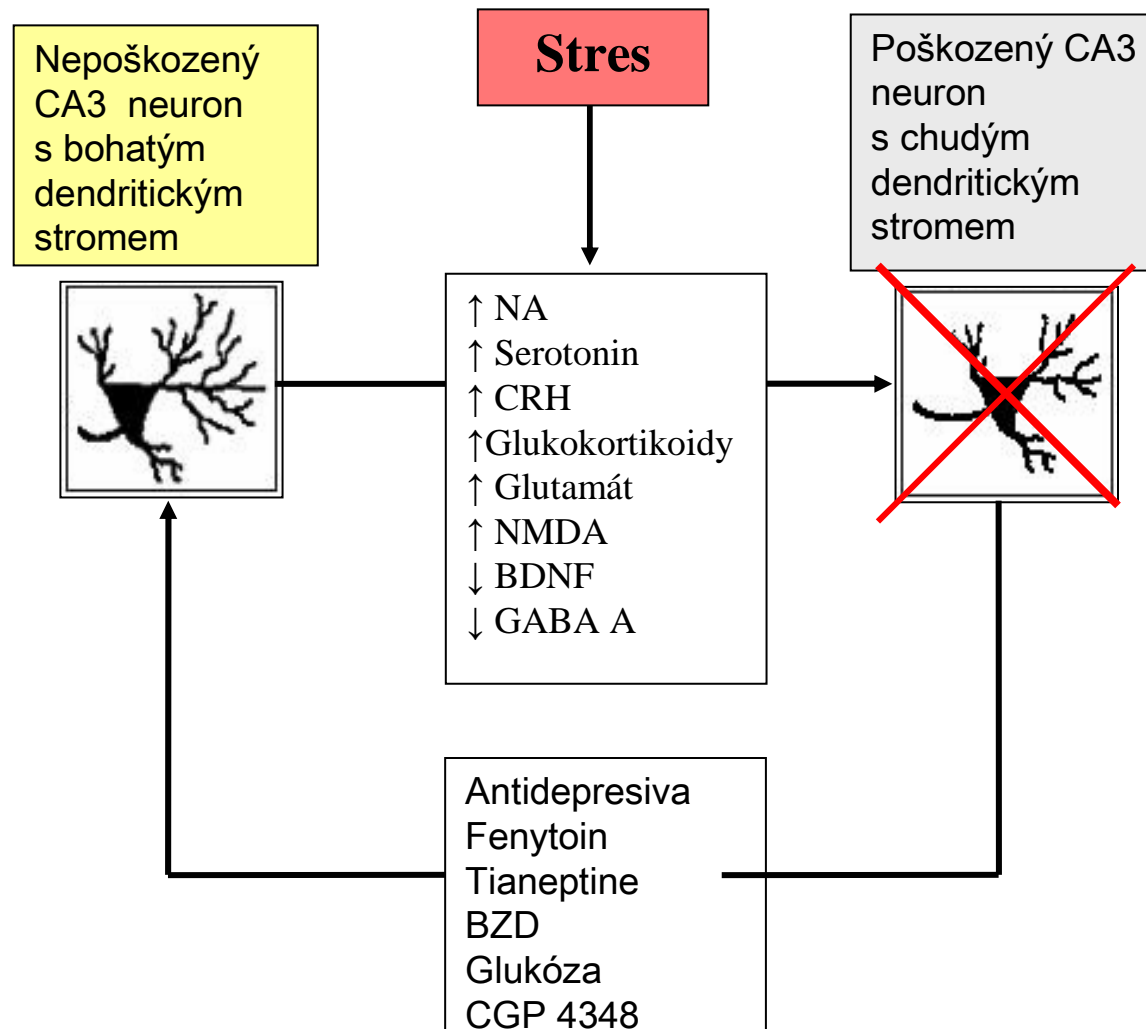 Nepoškozený
CA3 neuron
s bohatým
dendritickým
stromem
Stres
Poškozený CA3
neuron
s chudým
dendritickým
stromem
↑ NA
↑ Serotonin
↑ CRH
↑Glukokortikoidy
↑ Glutamát
↑ NMDA
↓ BDNF
↓ GABA A
Antidepresiva
Fenytoin
Tianeptine
BZD
Glukóza
CGP 4348